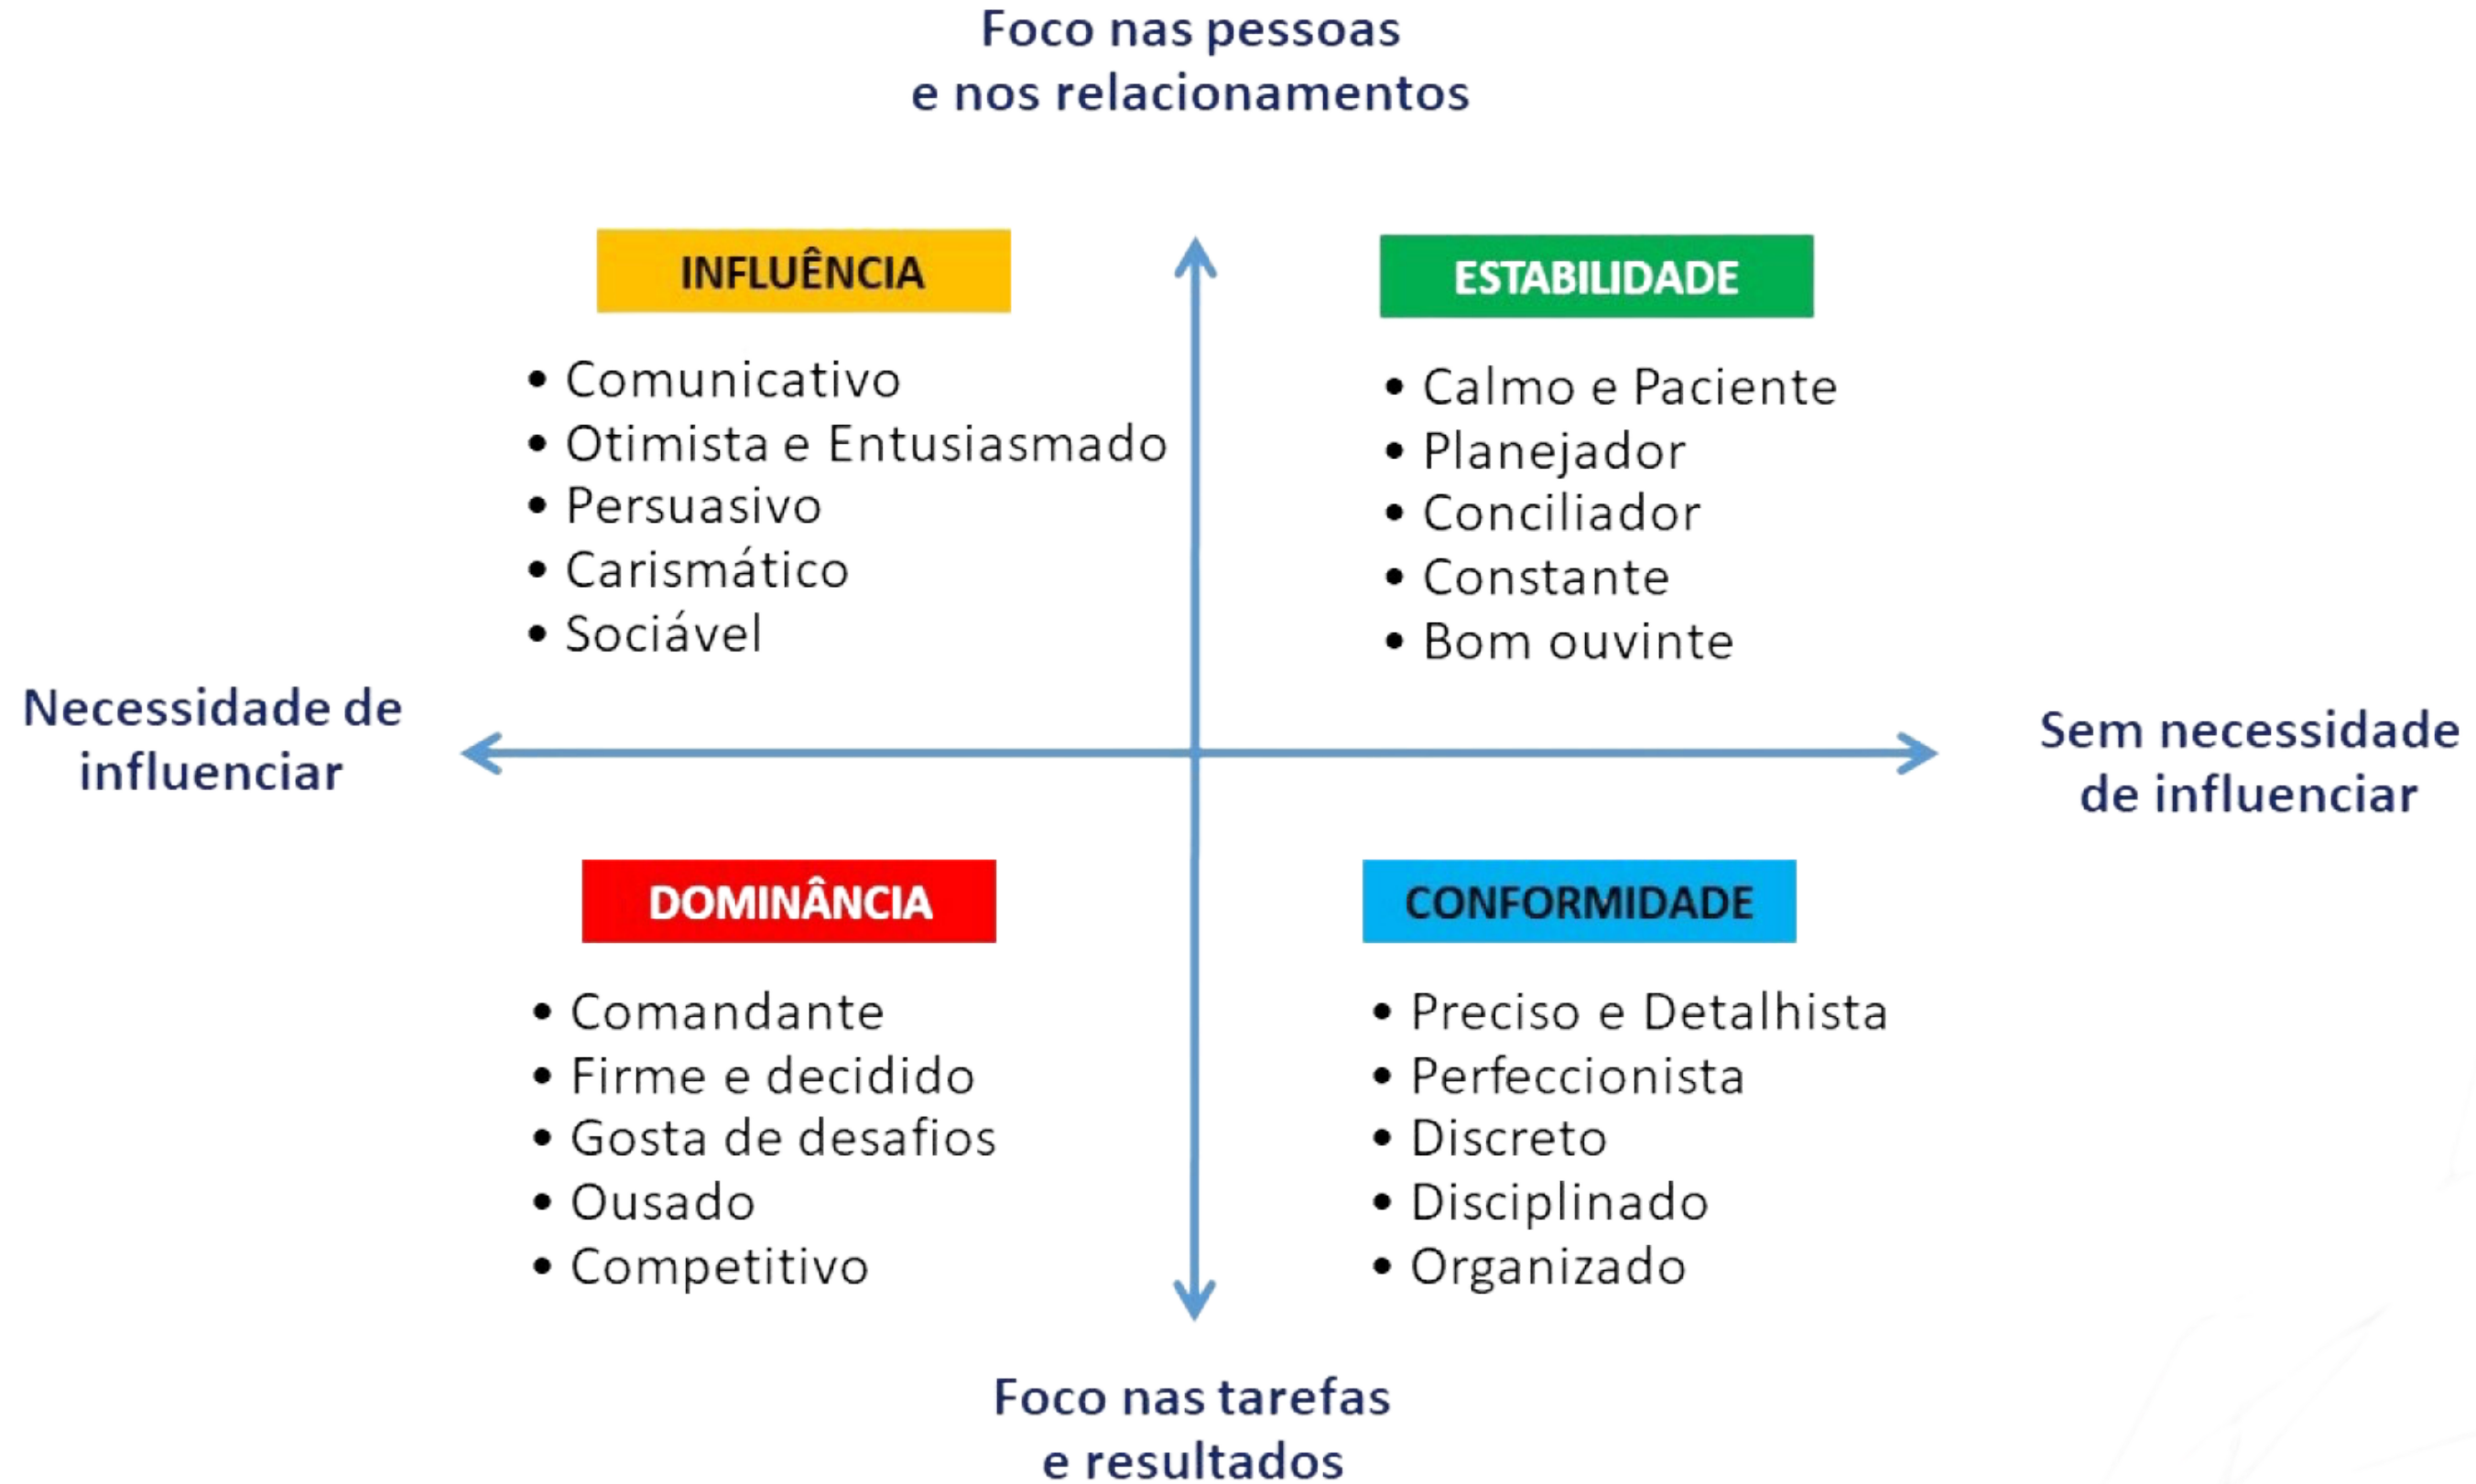 Foco nas pessoas
e nos relacionamentos
INFLUÊNCIA
• Comunicativo
• Otimista e Entusiasmado
• Persuasivo
• Carismático
• Sociável
ESTABILIDADE
• Calmo e Paciente
• Planejador
• Conciliador
• Constante
• Bom ouvinte
Necessidade de
influenciar
Sem necessidade
de influenciar
DOMINÂNCIA
• Comandante
• Firme e decidido
• Gosta de desafios
• Ousado
• Competitivo
CONFORMIDADE
• Preciso e Detalhista
• Perfeccionista
• Discreto
• Disciplinado
• Organizado
Foco nas tarefas
e resultados